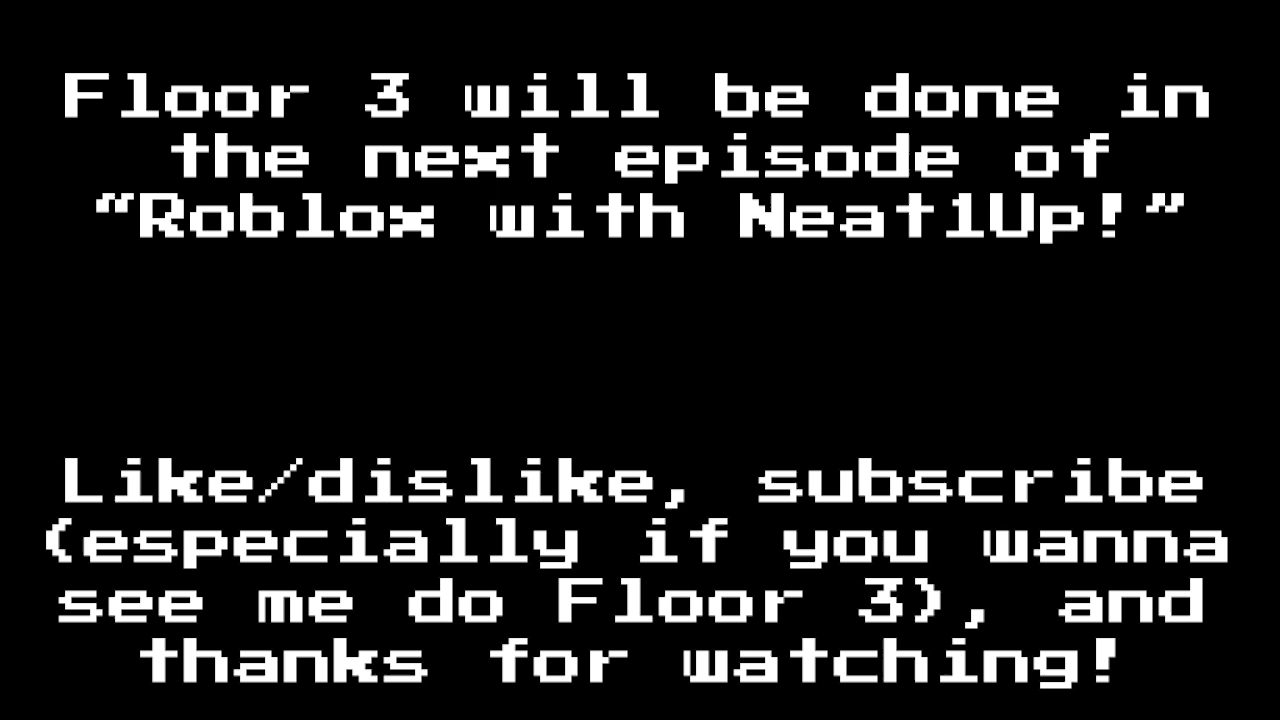 Floor 3 will be done in
the next episode of
“Roblox with Neat1Up!”
Like/dislike, subscribe
(especially if you wanna
see me do Floor 3), and
thanks for watching!